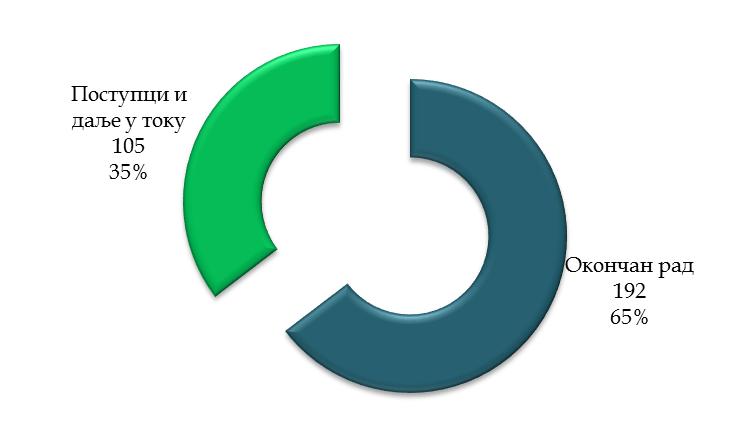 Поступци и
даље у току
105
35%
Окончан рад
192
65%